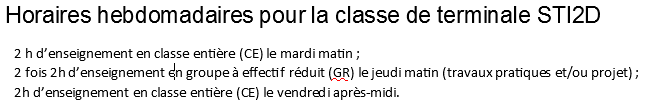 Horaires hebdomadaires pour la classe de terminale STI2D
2 h d'enseignement en classe entière (CE) le mardi matin ;
2 fois 2h d'enseignement en groupe à effectif réduit (GR) le jeudi matin (travaux pratiques et/ou projet) ;
2h d'enseignement en classe entière (CE) le vendredi après-midi.